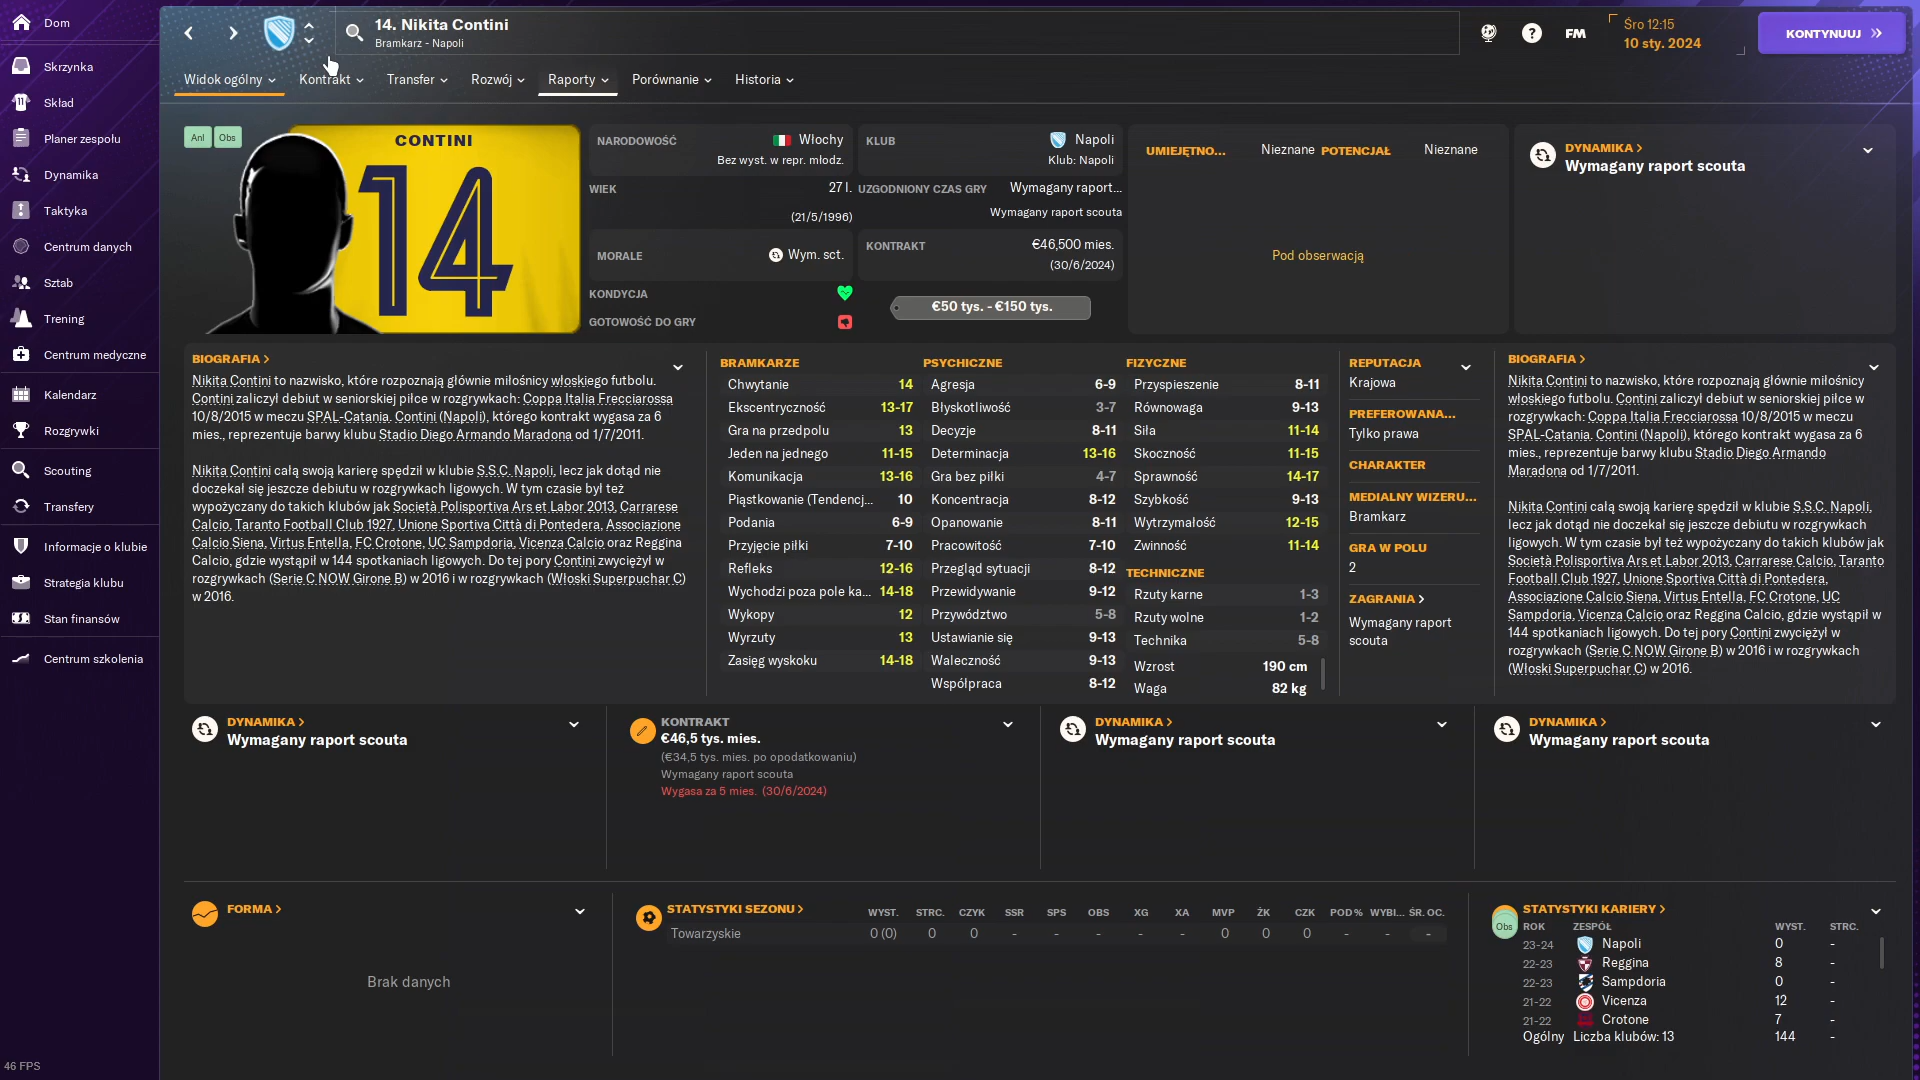 Dom
Skrzynka
Skład
Planer zespołu
Dynamika
Taktyka
Centrum danych
Sztab
Trening
Centrum medyczne
Kalendarz
Rozgrywki
Scouting
Transfery
Informacje o klubie
Strategia klubu
Stan finansów
Centrum szkolenia
46 FPS
14. Nikita Contini
Bramkarz - Napoli
FM
Śro 12:15
10 sty. 2024
KONTYNUUJ
Widok ogólny
Kontrakt
Transfer
Rozwój
Raporty
Porównanie
Historia
Anl
Obs
CONTINI
14
NARODOWOŚĆ
Włochy
Bez wyst. w repr. młodz.
WIEK
27 l.
(21/5/1996)
MORALE
Wym. sct.
KONDYCJA
GOTOWOŚĆ DO GRY
KLUB
Napoli
Klub: Napoli
UZGODNIONY CZAS GRY
Wymagany raport...
Wymagany raport scouta
KONTRAKT
€46,500 mies.
(30/6/2024)
€50 tys. - €150 tys.
UMIEJĘTNO...
Nieznane
POTENCJAŁ
Nieznane
Pod obserwacją
DYNAMIKA >
Wymagany raport scouta
BIOGRAFIA >
Nikita Contini to nazwisko, które rozpoznają głównie miłośnicy włoskiego futbolu.
Contini zaliczył debiut w seniorskiej piłce w rozgrywkach: Coppa Italia Frecciarossa
10/8/2015 w meczu SPAL-Catania. Contini (Napoli), którego kontrakt wygasa za 6
mies., reprezentuje barwy klubu Stadio Diego Armando Maradona od 1/7/2011.
Nikita Contini całą swoją karierę spędził w klubie S.S.C. Napoli, lecz jak dotąd nie
doczekał się jeszcze debiutu w rozgrywkach ligowych. W tym czasie był też
wypożyczany do takich klubów jak Società Polisportiva Ars et Labor 2013, Carrarese
Calcio, Taranto Football Club 1927, Unione Sportiva Città di Pontedera, Associazione
Calcio Siena, Virtus Entella, FC Crotone, UC Sampdoria, Vicenza Calcio oraz Reggina
Calcio, gdzie wystąpił w 144 spotkaniach ligowych. Do tej pory Contini zwyciężył w
rozgrywkach (Serie C NOW Girone B) w 2016 i w rozgrywkach (Włoski Superpuchar C)
w 2016.
BRAMKARZE
Chwytanie 14
Ekscentryczność 13-17
Gra na przedpolu 13
Jeden na jednego 11-15
Komunikacja 13-16
Piąstkowanie (Tendencj... 10
Podania 6-9
Przyjęcie piłki 7-10
Refleks 12-16
Wychodzi poza pole ka... 14-18
Wykopy 12
Wyrzuty 13
Zasięg wyskoku 14-18
PSYCHICZNE
Agresja 6-9
Błyskotliwość 3-7
Decyzje 8-11
Determinacja 13-16
Gra bez piłki 4-7
Koncentracja 8-12
Opanowanie 8-11
Pracowitość 7-10
Przegląd sytuacji 8-12
Przewidywanie 9-12
Przywództwo 5-8
Ustawianie się 9-13
Waleczność 9-13
Współpraca 8-12
FIZYCZNE
Przyspieszenie 8-11
Równowaga 9-13
Siła 11-14
Skoczność 11-15
Sprawność 14-17
Szybkość 9-13
Wytrzymałość 12-15
Zwinność 11-14
TECHNICZNE
Rzuty karne 1-3
Rzuty wolne 1-2
Technika 5-8
Wzrost 190 cm
Waga 82 kg
REPUTACJA
Krajowa
PREFEROWANA...
Tylko prawa
CHARAKTER
MEDIALNY WIZERU...
Bramkarz
GRA W POLU
2
ZAGRANIA >
Wymagany raport
scouta
BIOGRAFIA >
Nikita Contini to nazwisko, które rozpoznają głównie miłośnicy
włoskiego futbolu. Contini zaliczył debiut w seniorskiej piłce w
rozgrywkach: Coppa Italia Frecciarossa 10/8/2015 w meczu
SPAL-Catania. Contini (Napoli), którego kontrakt wygasa za 6
mies., reprezentuje barwy klubu Stadio Diego Armando
Maradona od 1/7/2011.
Nikita Contini całą swoją karierę spędził w klubie S.S.C. Napoli,
lecz jak dotąd nie doczekał się jeszcze debiutu w rozgrywkach
ligowych. W tym czasie był też wypożyczany do takich klubów jak
Società Polisportiva Ars et Labor 2013, Carrarese Calcio, Taranto
Football Club 1927, Unione Sportiva Città di Pontedera,
Associazione Calcio Siena, Virtus Entella, FC Crotone, UC
Sampdoria, Vicenza Calcio oraz Reggina Calcio, gdzie wystąpił w
144 spotkaniach ligowych. Do tej pory Contini zwyciężył w
rozgrywkach (Serie C NOW Girone B) w 2016 i w rozgrywkach
(Włoski Superpuchar C) w 2016.
DYNAMIKA >
Wymagany raport scouta
KONTRAKT
€46,5 tys. mies.
(€34,5 tys. mies. po opodatkowaniu)
Wymagany raport scouta
Wygasa za 5 mies. (30/6/2024)
DYNAMIKA >
Wymagany raport scouta
DYNAMIKA >
Wymagany raport scouta
FORMA >
Brak danych
STATYSTYKI SEZONU > WYST. STRC. CZYK SSR SPS OBS XG XA MVP ŻK CZK POD% WYBI... ŚR. OC.
Towarzyskie 0 (0) 0 0 - - - - - 0 0 0 - - -
Obs
STATYSTYKI KARIERY >
ROK ZESPÓŁ WYST. STRC.
23-24 Napoli 0 -
22-23 Reggina 8 -
22-23 Sampdoria 0 -
21-22 Vicenza 12 -
21-22 Crotone 7 -
Ogólny Liczba klubów: 13 144 -